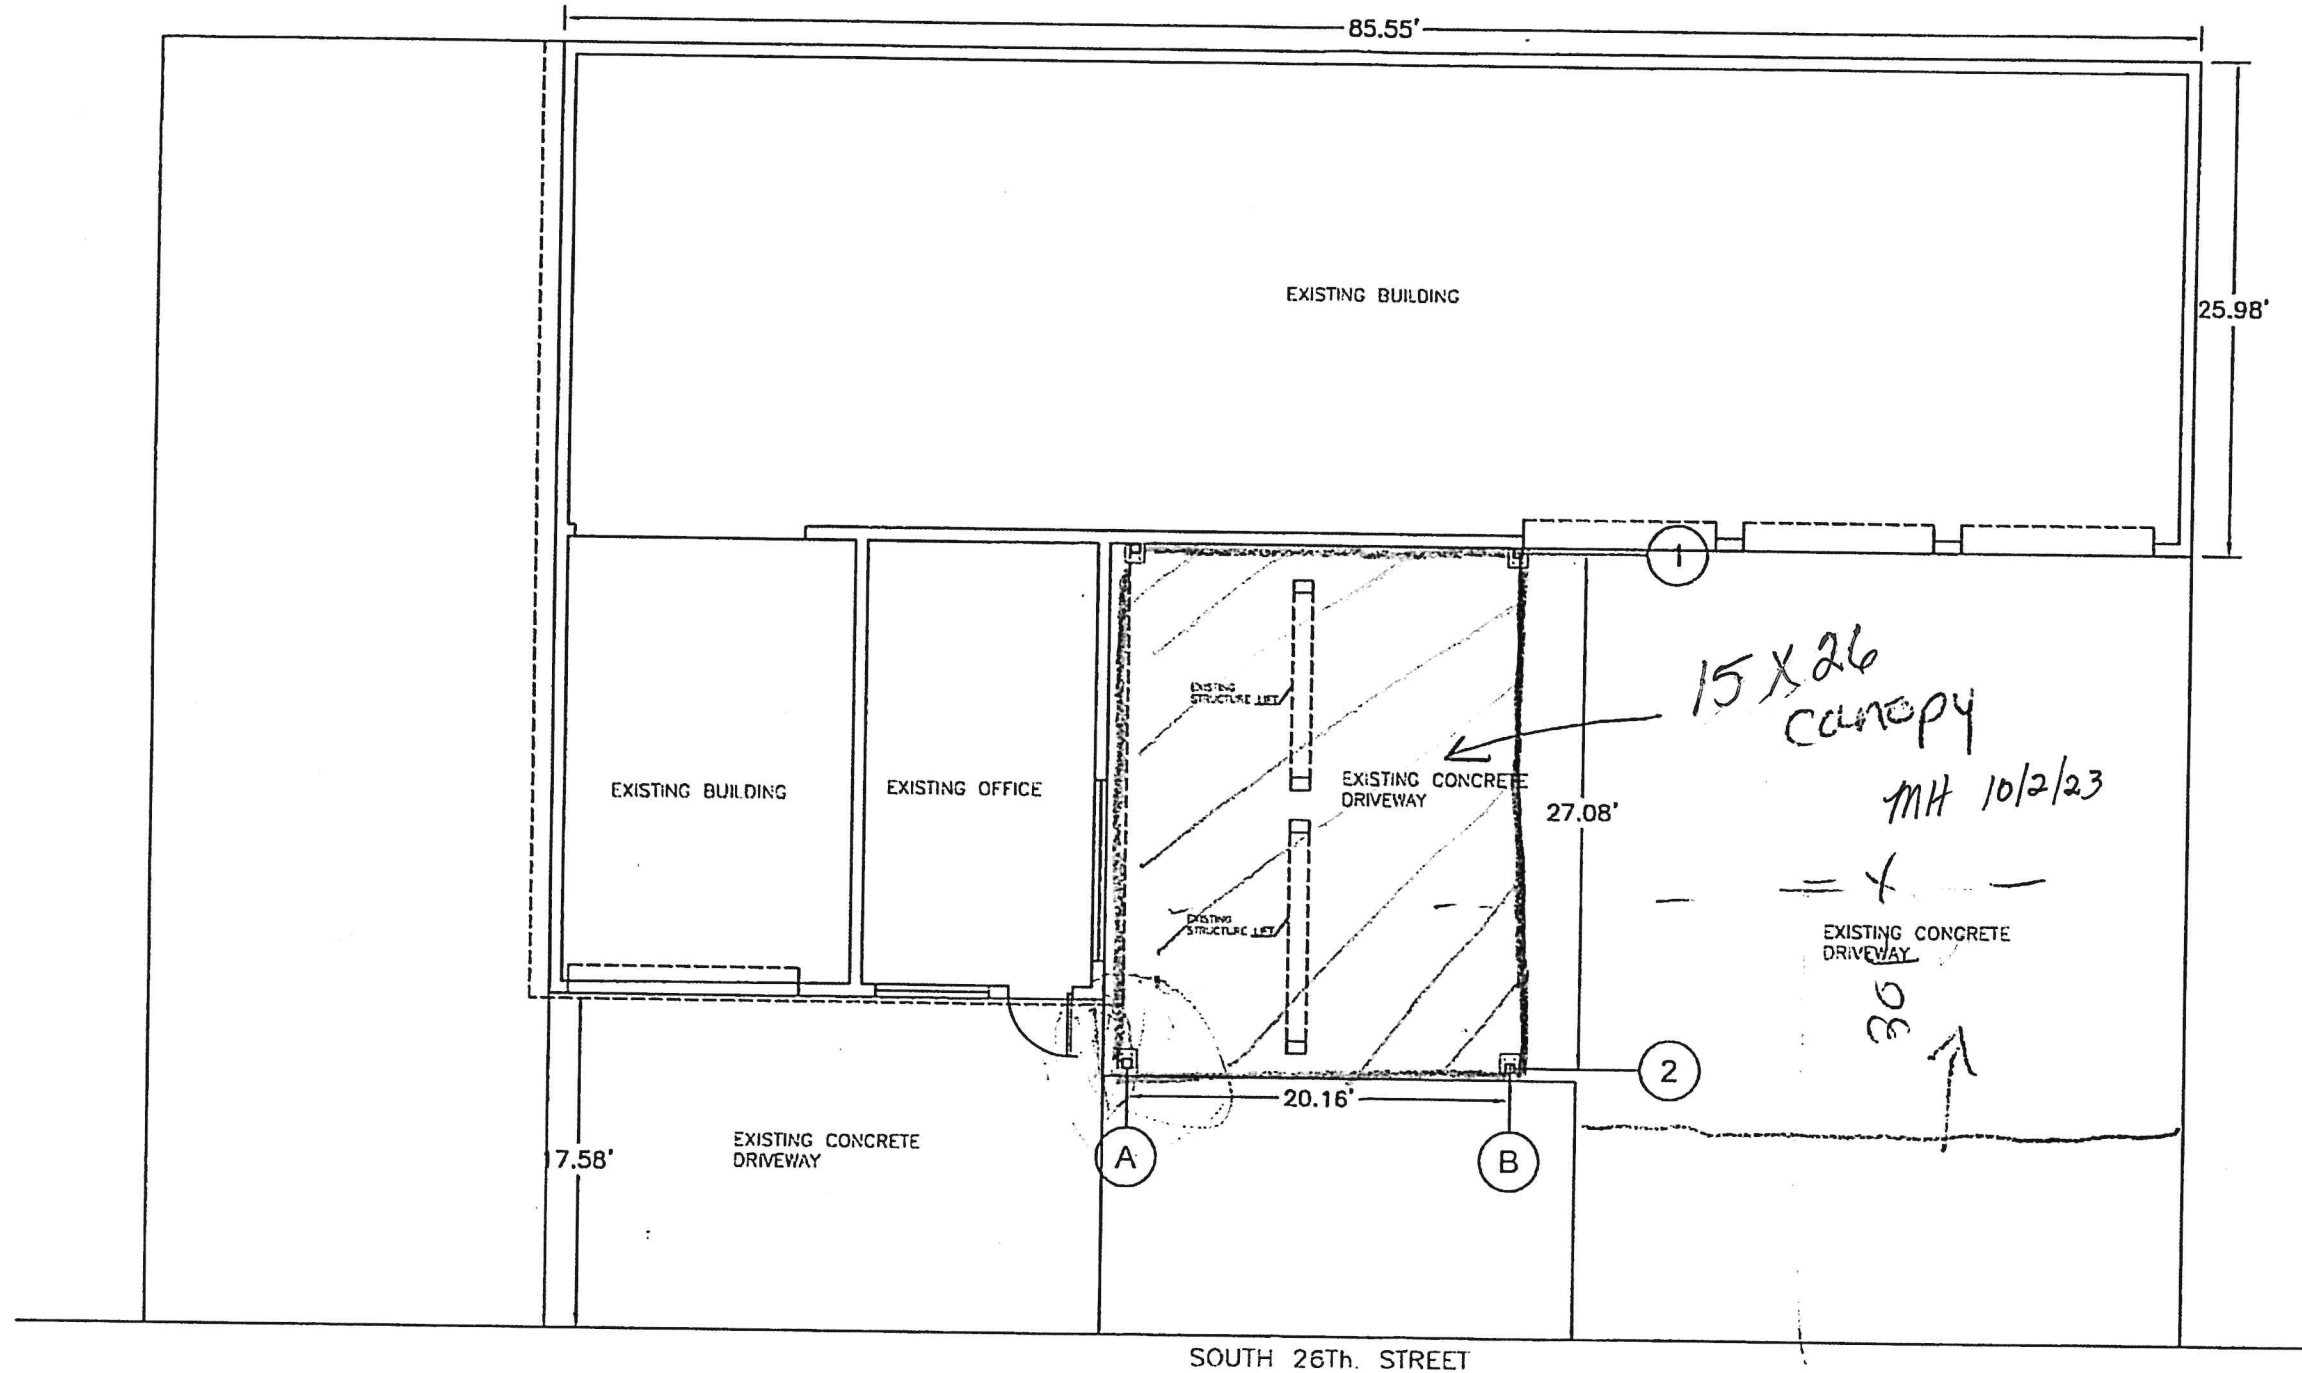 85.55'
EXISTING BUILDING
25.98'
1
15 X 26
canopy
EXISTING
STRUCTURE LIFT
EXISTING BUILDING
EXISTING OFFICE
EXISTING CONCRETE
DRIVEWAY
27.08'
MH 10/2/23
EXISTING
STRUCTURE LIFT
EXISTING CONCRETE
DRIVEWAY
30
2
20.16'
EXISTING CONCRETE
DRIVEWAY
17.58'
A
B
SOUTH 26Th. STREET